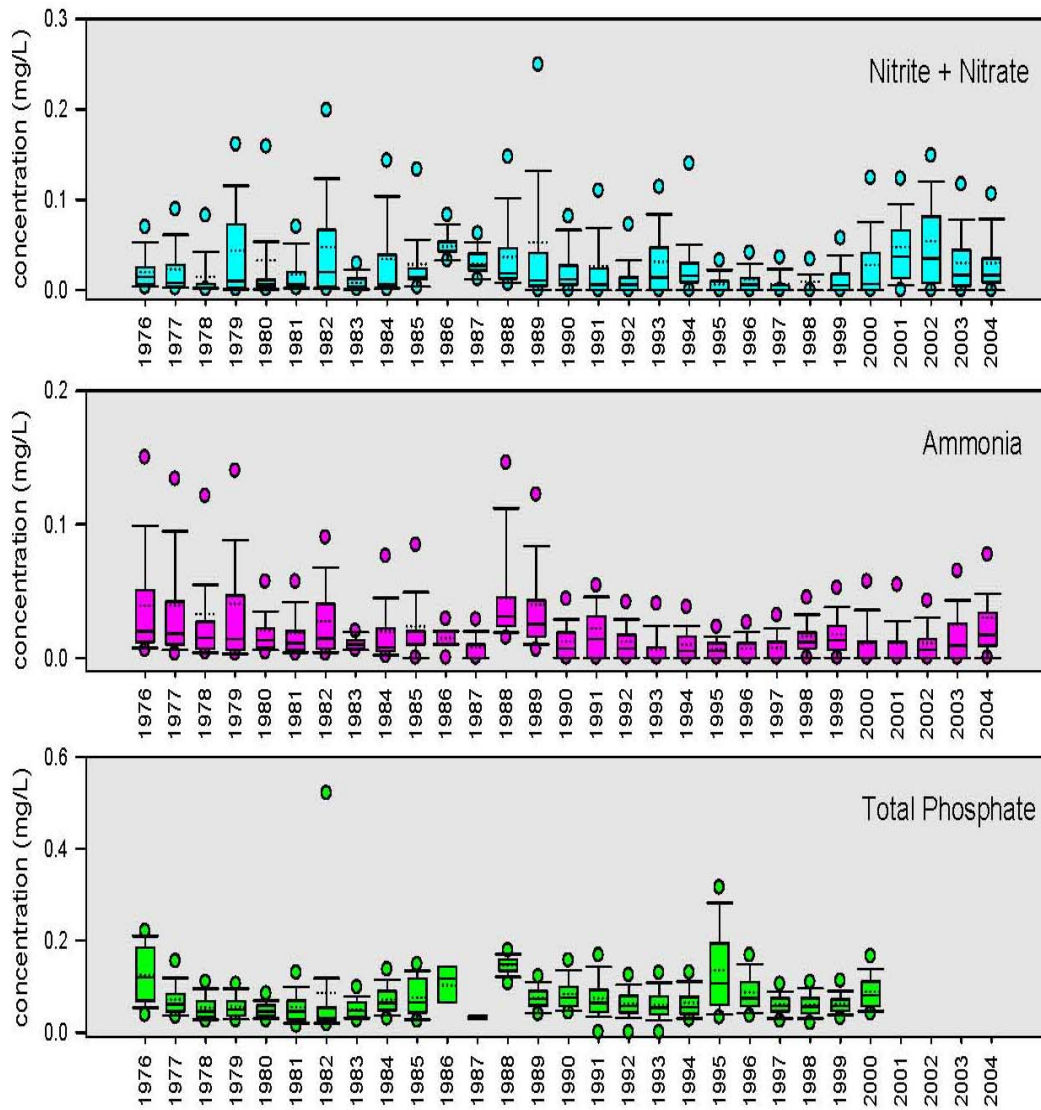 concentration (mg/L)
0.3
0.2
0.1
0.0
Nitrite + Nitrate
1976 1977 1978 1979 1980 1981 1982 1983 1984 1985 1986 1987 1988 1989 1990 1991 1992 1993 1994 1995 1996 1997 1998 1999 2000 2001 2002 2003 2004
concentration (mg/L)
0.2
0.1
0.0
Ammonia
1976 1977 1978 1979 1980 1981 1982 1983 1984 1985 1986 1987 1988 1989 1990 1991 1992 1993 1994 1995 1996 1997 1998 1999 2000 2001 2002 2003 2004
concentration (mg/L)
0.6
0.4
0.2
0.0
Total Phosphate
1976 1977 1978 1979 1980 1981 1982 1983 1984 1985 1986 1987 1988 1989 1990 1991 1992 1993 1994 1995 1996 1997 1998 1999 2000 2001 2002 2003 2004